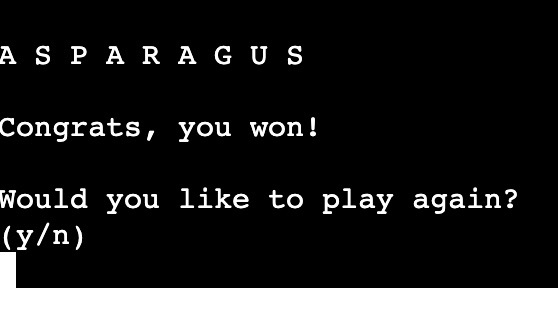 A S P A R A G U S
Congrats, you won!
Would you like to play again?
(y/n)